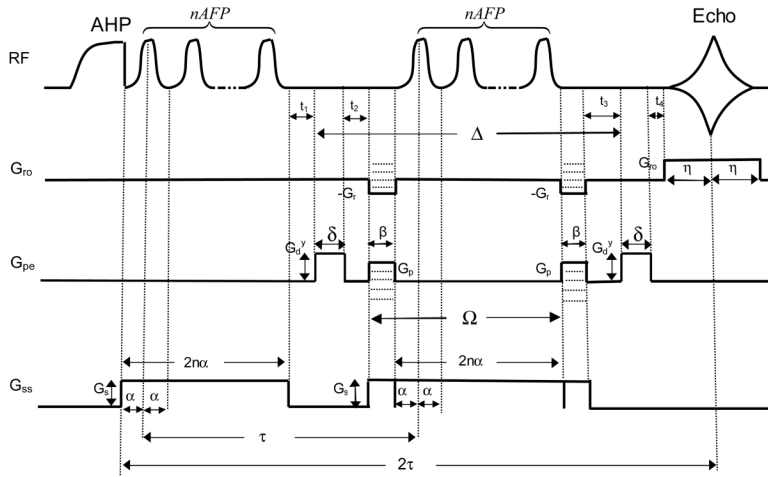 nAFP nAFP Echo
AHP
RF
t₁ t₂ t₃ t₄
Δ
Gro Gro η η
-Gr -Gr
δ β β δ
Gdʸ Gdʸ
Gpe Gp Gp
Ω
2nα 2nα
Gss Gs Gs
α α α α
τ
2τ